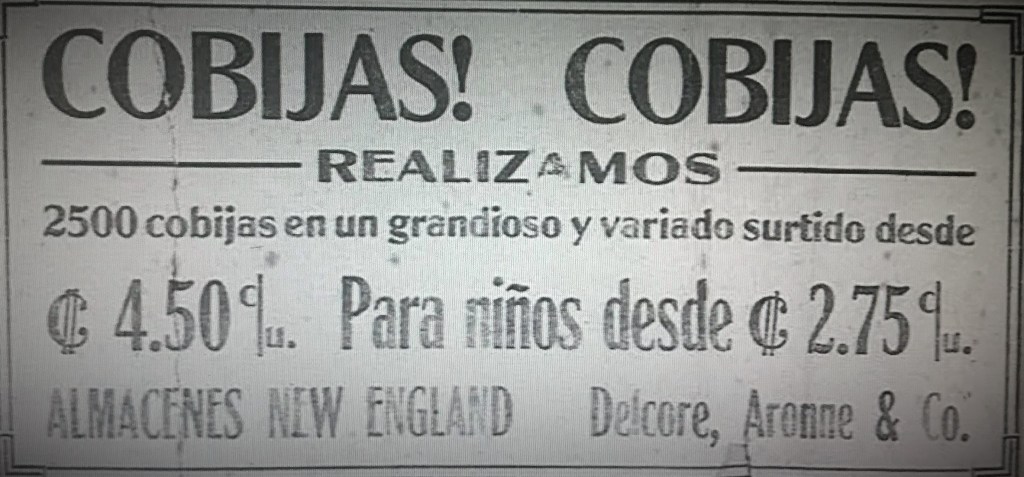 COBIJAS! COBIJAS!
REALIZAMOS
2500 cobijas en un grandioso y variado surtido desde
₡ 4.50 c/u. Para niños desde ₡ 2.75 c/u.
ALMACENES NEW ENGLAND Delcore, Aronne & Co.